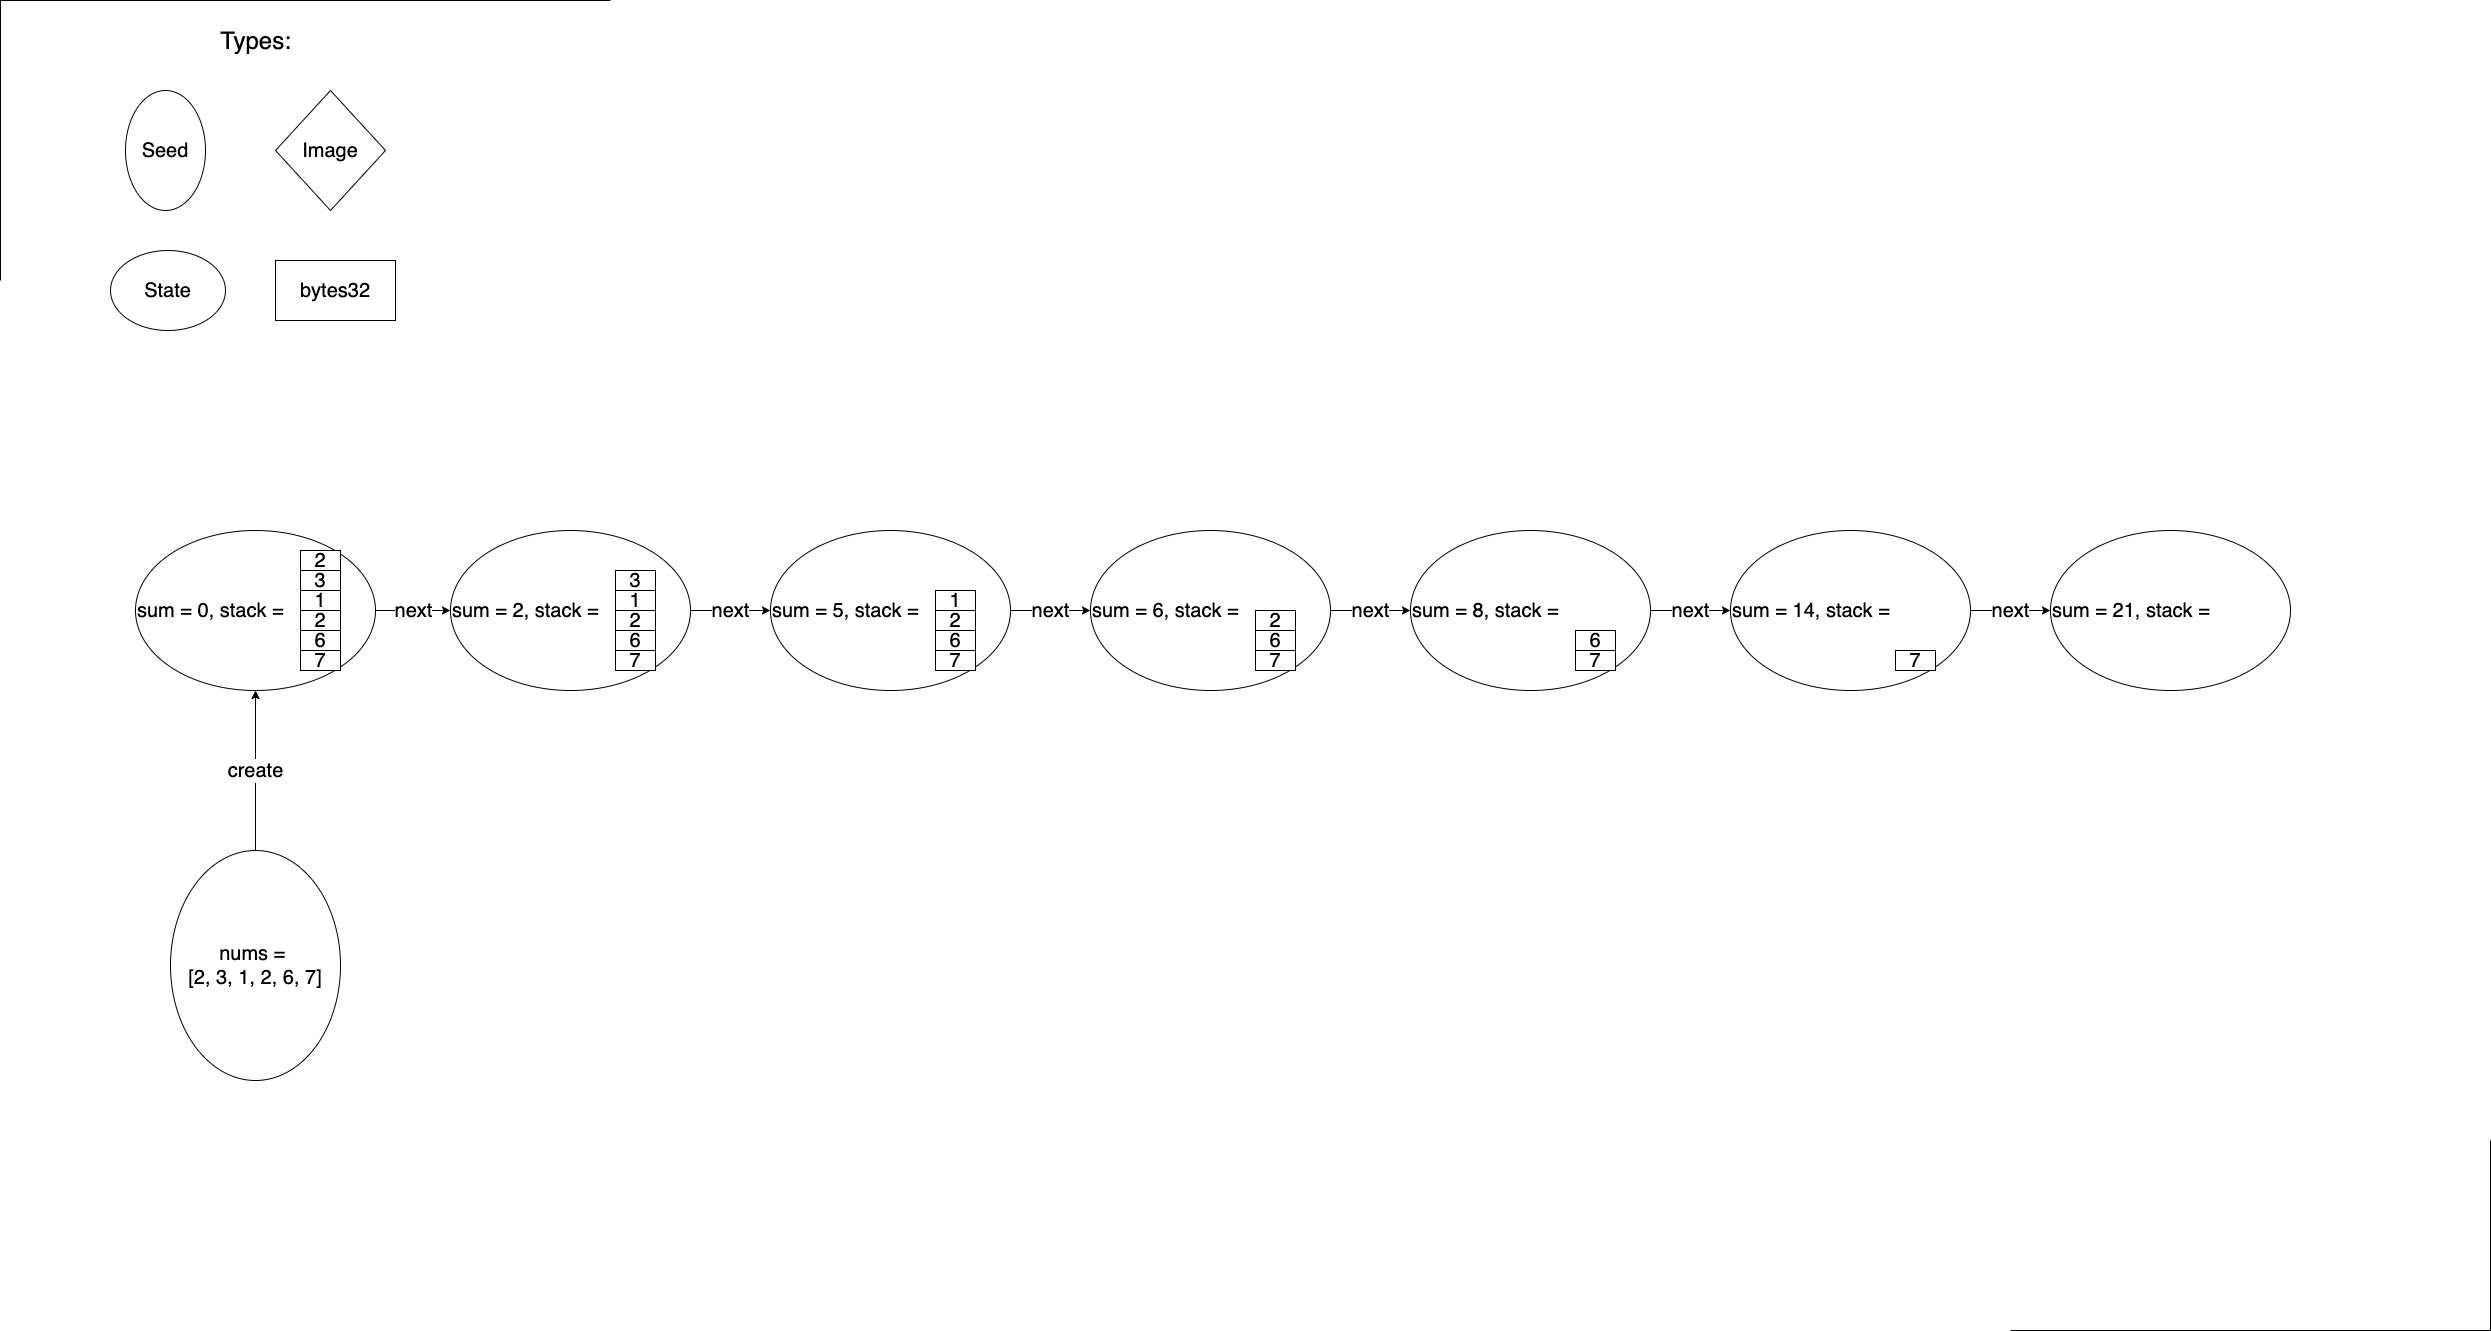 Types:
Seed
Image
State
bytes32
sum = 0, stack =
2
3
1
2
6
7
next
sum = 2, stack =
3
1
2
6
7
next
sum = 5, stack =
1
2
6
7
next
sum = 6, stack =
2
6
7
next
sum = 8, stack =
6
7
next
sum = 14, stack =
7
next
sum = 21, stack =
create
nums =
[2, 3, 1, 2, 6, 7]